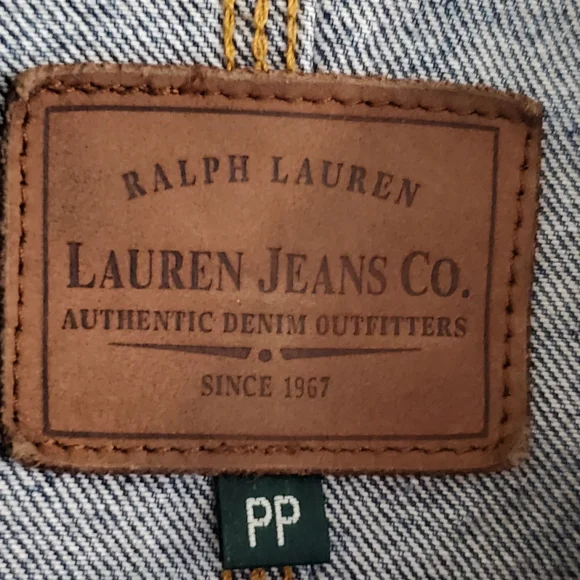 RALPH LAUREN
LAUREN JEANS CO.
AUTHENTIC DENIM OUTFITTERS
SINCE 1967
PP